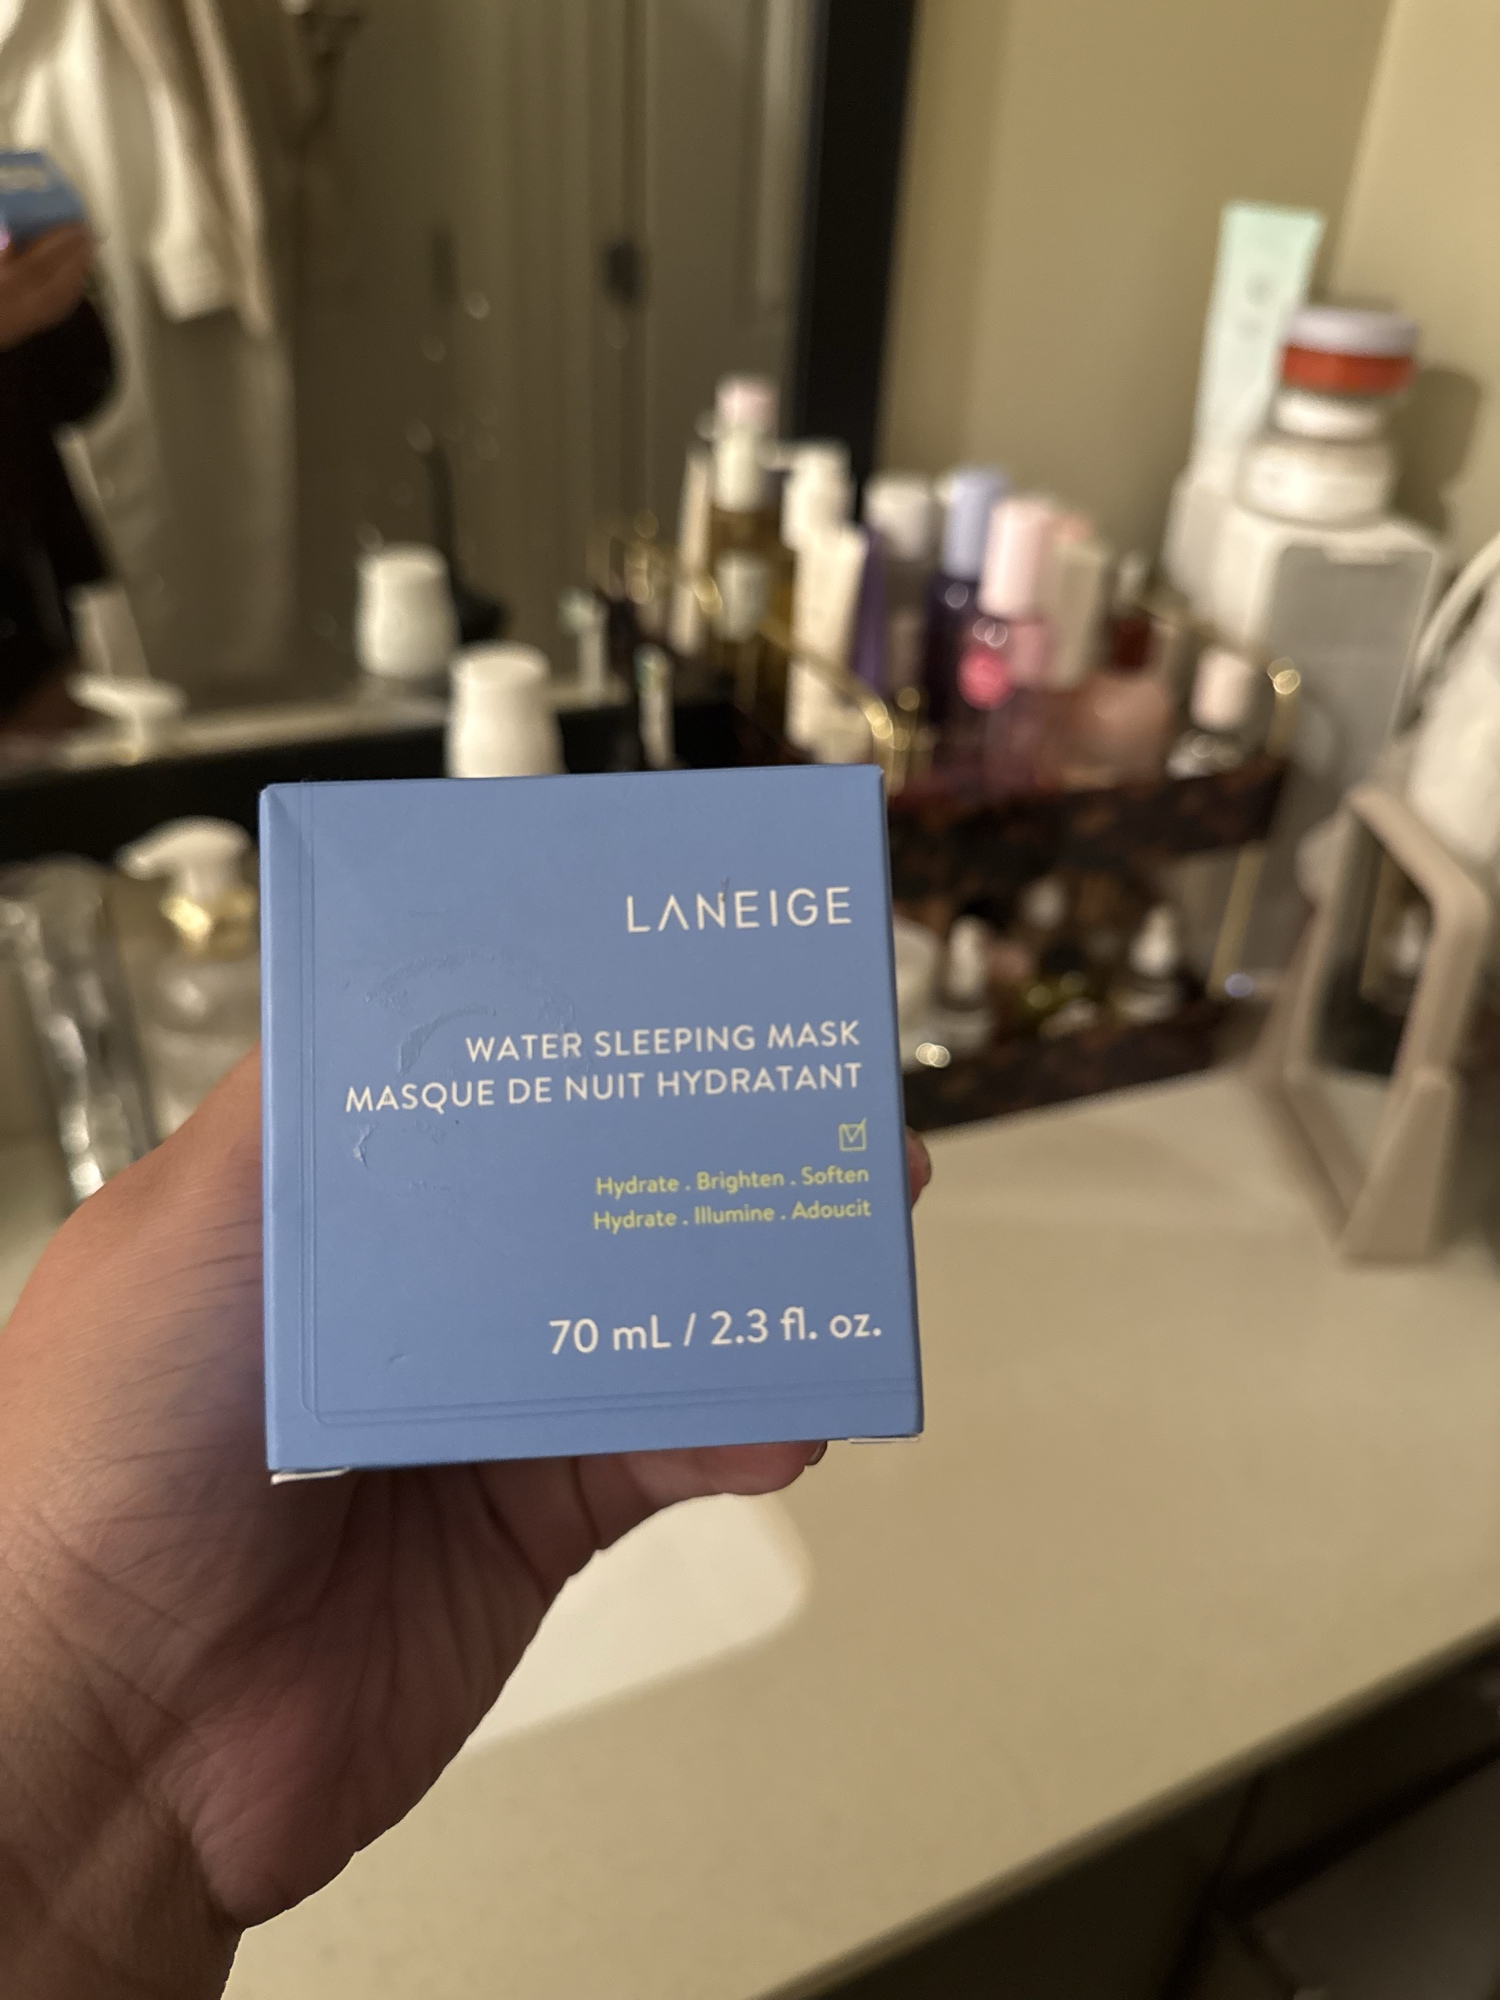 LANEIGE
WATER SLEEPING MASK
MASQUE DE NUIT HYDRATANT
Hydrate . Brighten . Soften
Hydrate . Illumine . Adoucit
70 mL / 2.3 fl. oz.